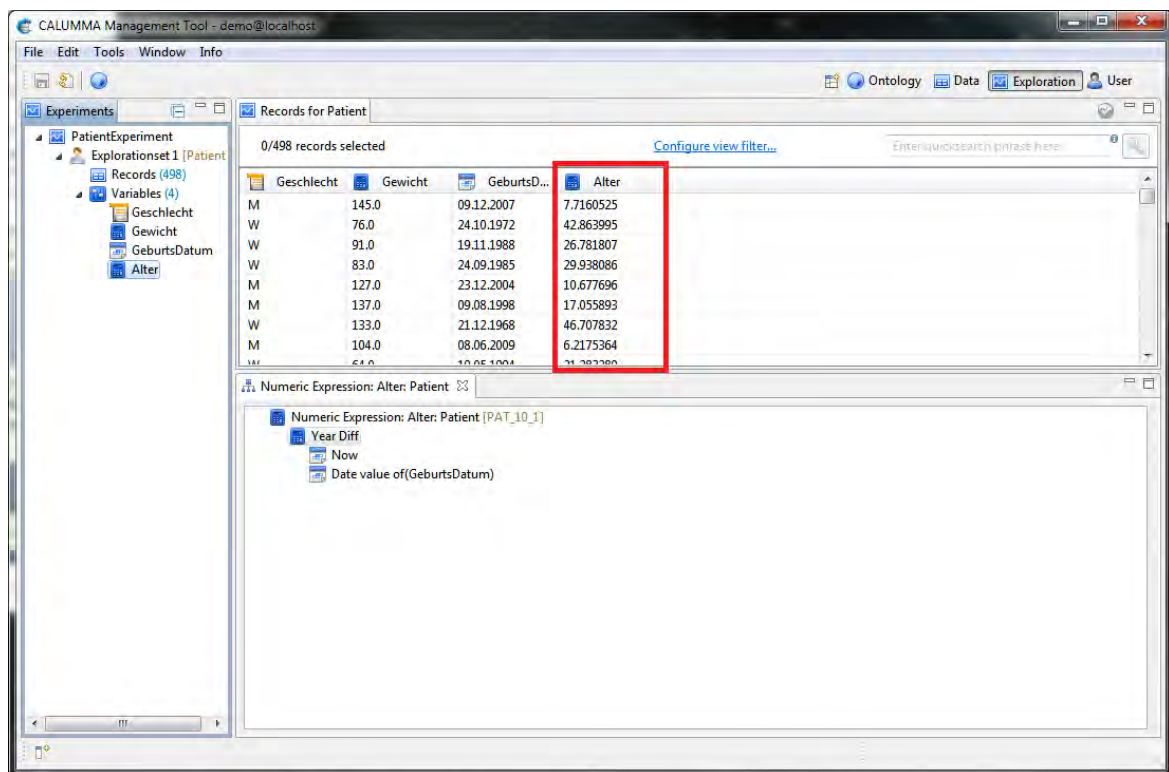 CALUMMA Management Tool - demo@localhost
File Edit Tools Window Info
Ontology Data Exploration User
Experiments
PatientExperiment
Explorationset 1 [Patient
Records (498)
Variables (4)
Geschlecht
Gewicht
GeburtsDatum
Alter
Records for Patient
0/498 records selected Configure view filter... Enter quicksearch phrase here
Geschlecht Gewicht GeburtsD... Alter
M 145.0 09.12.2007 7.7160525
W 76.0 24.10.1972 42.863995
W 91.0 19.11.1988 26.781807
W 83.0 24.09.1985 29.938086
M 127.0 23.12.2004 10.677696
M 137.0 09.08.1998 17.055893
W 133.0 21.12.1968 46.707832
M 104.0 08.06.2009 6.2175364
Numeric Expression: Alter: Patient
Numeric Expression: Alter: Patient [PAT_10_1]
Year Diff
Now
Date value of(GeburtsDatum)